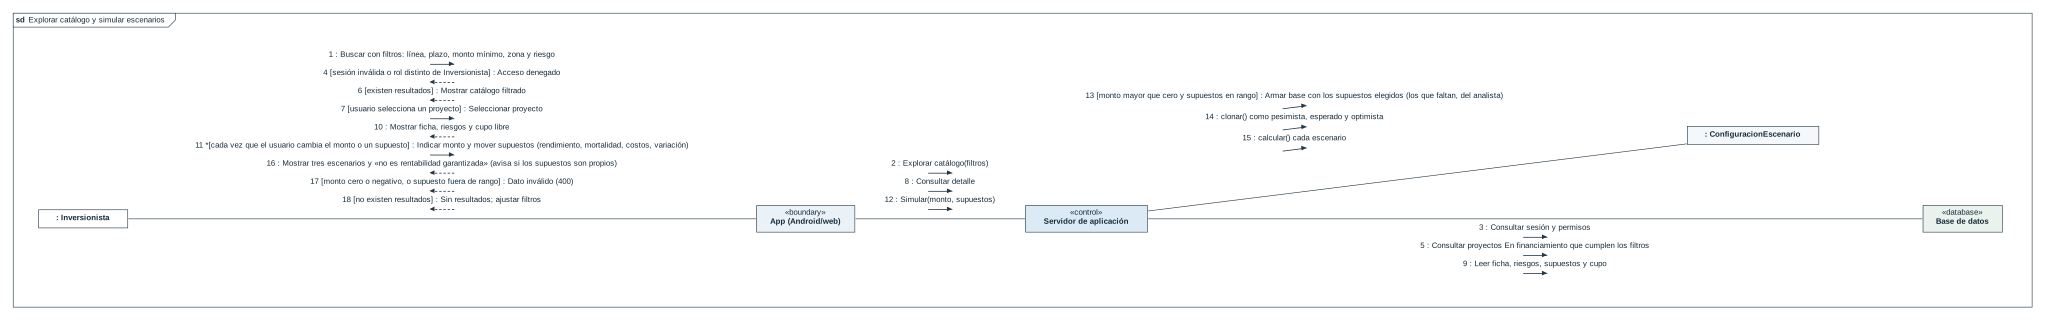 sd Explorar catálogo y simular escenarios
1 : Buscar con filtros: línea, plazo, monto mínimo, zona y riesgo
4 [sesión inválida o rol distinto de Inversionista] : Acceso denegado
6 [existen resultados] : Mostrar catálogo filtrado
7 [usuario selecciona un proyecto] : Seleccionar proyecto
10 : Mostrar ficha, riesgos y cupo libre
11 *[cada vez que el usuario cambia el monto o un supuesto] : Indicar monto y mover supuestos (rendimiento, mortalidad, costos, variación)
16 : Mostrar tres escenarios y «no es rentabilidad garantizada» (avisa si los supuestos son propios)
17 [monto cero o negativo, o supuesto fuera de rango] : Dato inválido (400)
18 [no existen resultados] : Sin resultados; ajustar filtros
2 : Explorar catálogo(filtros)
8 : Consultar detalle
12 : Simular(monto, supuestos)
13 [monto mayor que cero y supuestos en rango] : Armar base con los supuestos elegidos (los que faltan, del analista)
14 : clonar() como pesimista, esperado y optimista
15 : calcular() cada escenario
: ConfiguracionEscenario
: Inversionista
«boundary»
App (Android/web)
«control»
Servidor de aplicación
«database»
Base de datos
3 : Consultar sesión y permisos
5 : Consultar proyectos En financiamiento que cumplen los filtros
9 : Leer ficha, riesgos, supuestos y cupo